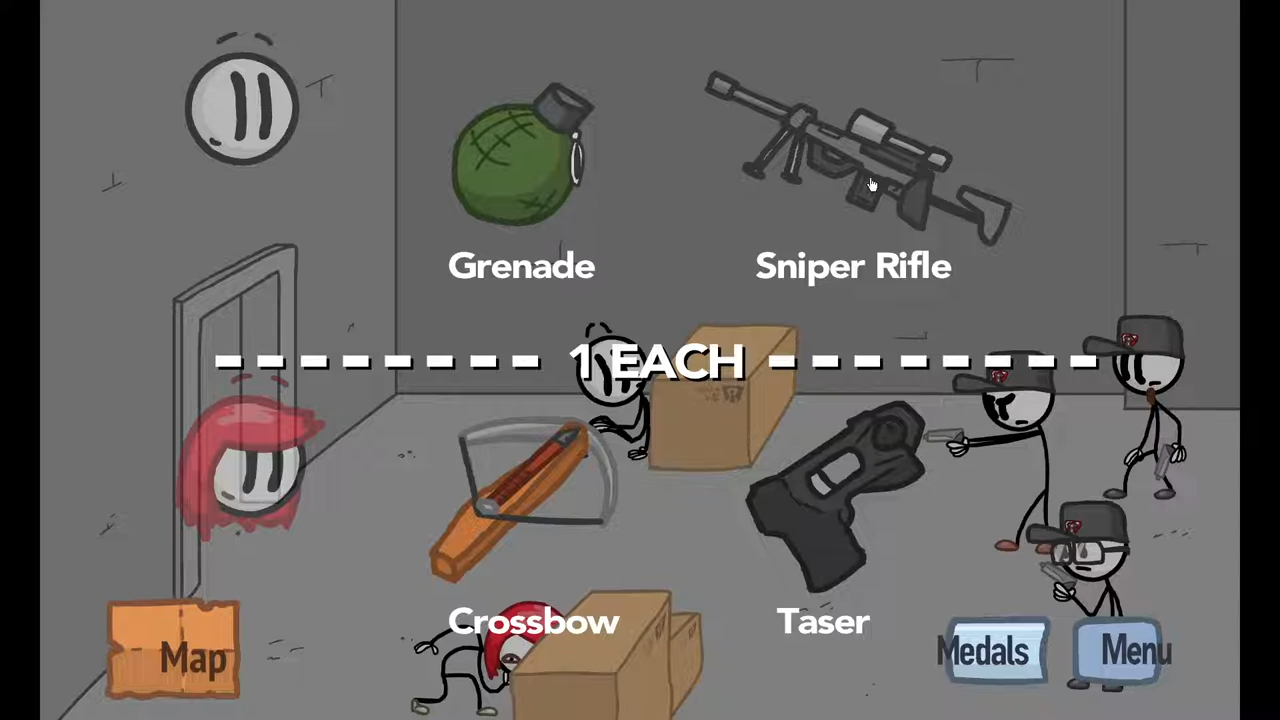 Grenade
Sniper Rifle
1 EACH
Crossbow
Taser
Map
Medals
Menu